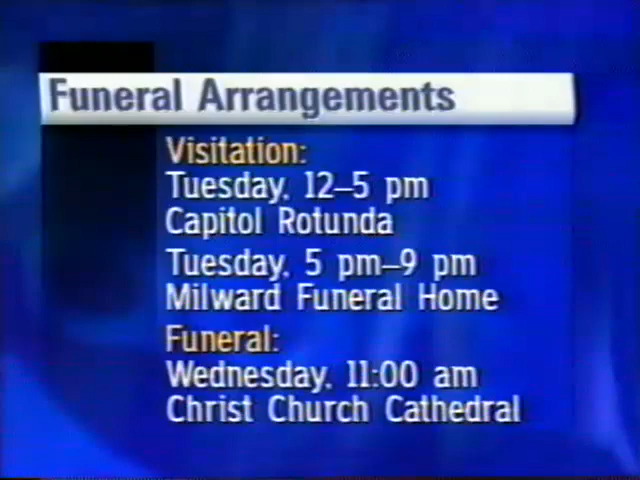 Funeral Arrangements
Visitation:
Tuesday, 12–5 pm
Capitol Rotunda
Tuesday, 5 pm–9 pm
Milward Funeral Home
Funeral:
Wednesday, 11:00 am
Christ Church Cathedral